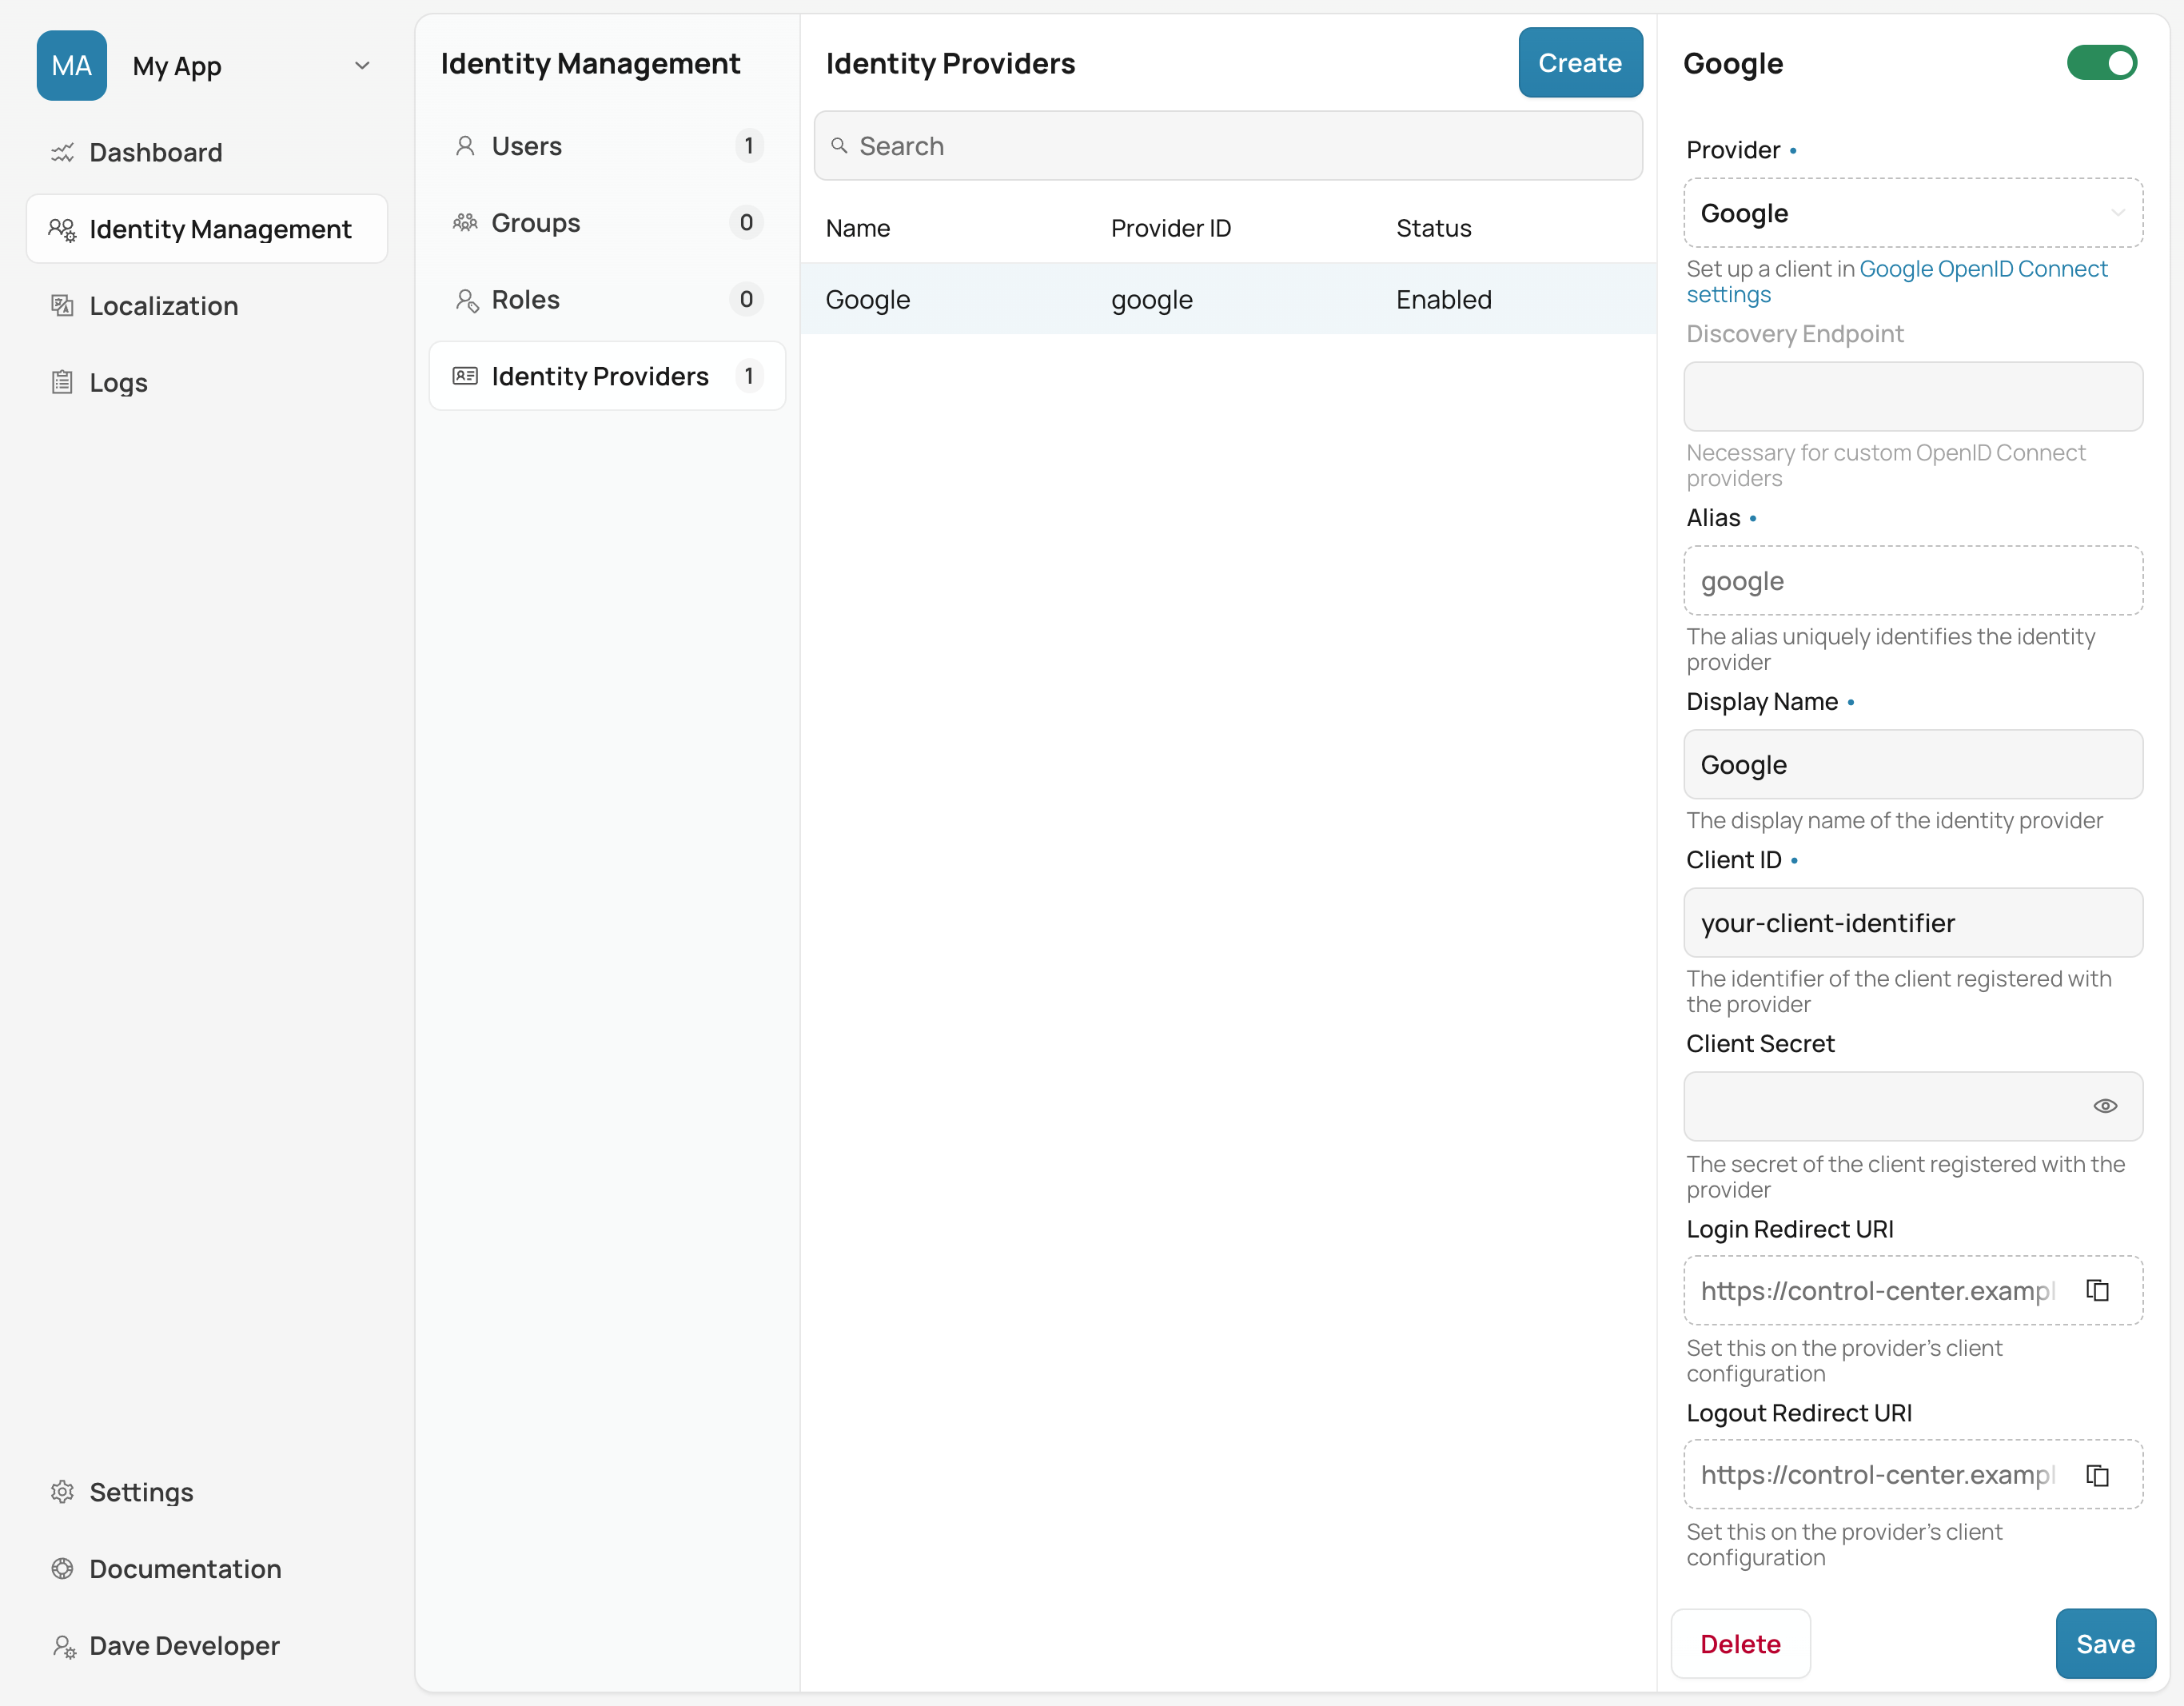 MA
My App
Dashboard
Identity Management
Localization
Logs
Settings
Documentation
Dave Developer
Identity Management
Users
1
Groups
0
Roles
0
Identity Providers
1
Identity Providers
Create
Search
Name Provider ID Status
Google google Enabled
Google
Provider •
Google
Set up a client in Google OpenID Connect
settings
Discovery Endpoint
Necessary for custom OpenID Connect
providers
Alias •
google
The alias uniquely identifies the identity
provider
Display Name •
Google
The display name of the identity provider
Client ID •
your-client-identifier
The identifier of the client registered with
the provider
Client Secret
The secret of the client registered with the
provider
Login Redirect URI
https://control-center.exampl
Set this on the provider's client
configuration
Logout Redirect URI
https://control-center.exampl
Set this on the provider's client
configuration
Delete
Save